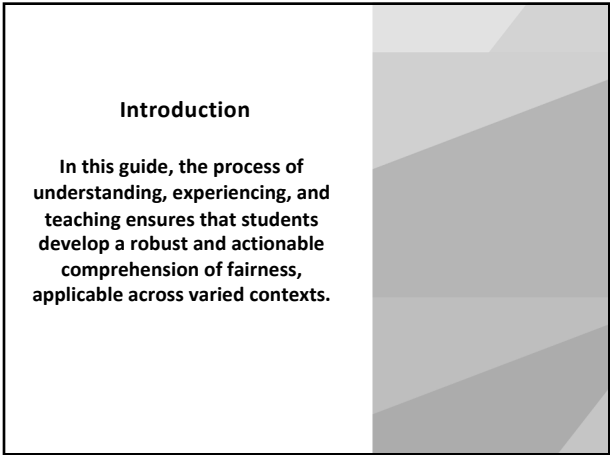 Introduction
In this guide, the process of
understanding, experiencing, and
teaching ensures that students
develop a robust and actionable
comprehension of fairness,
applicable across varied contexts.